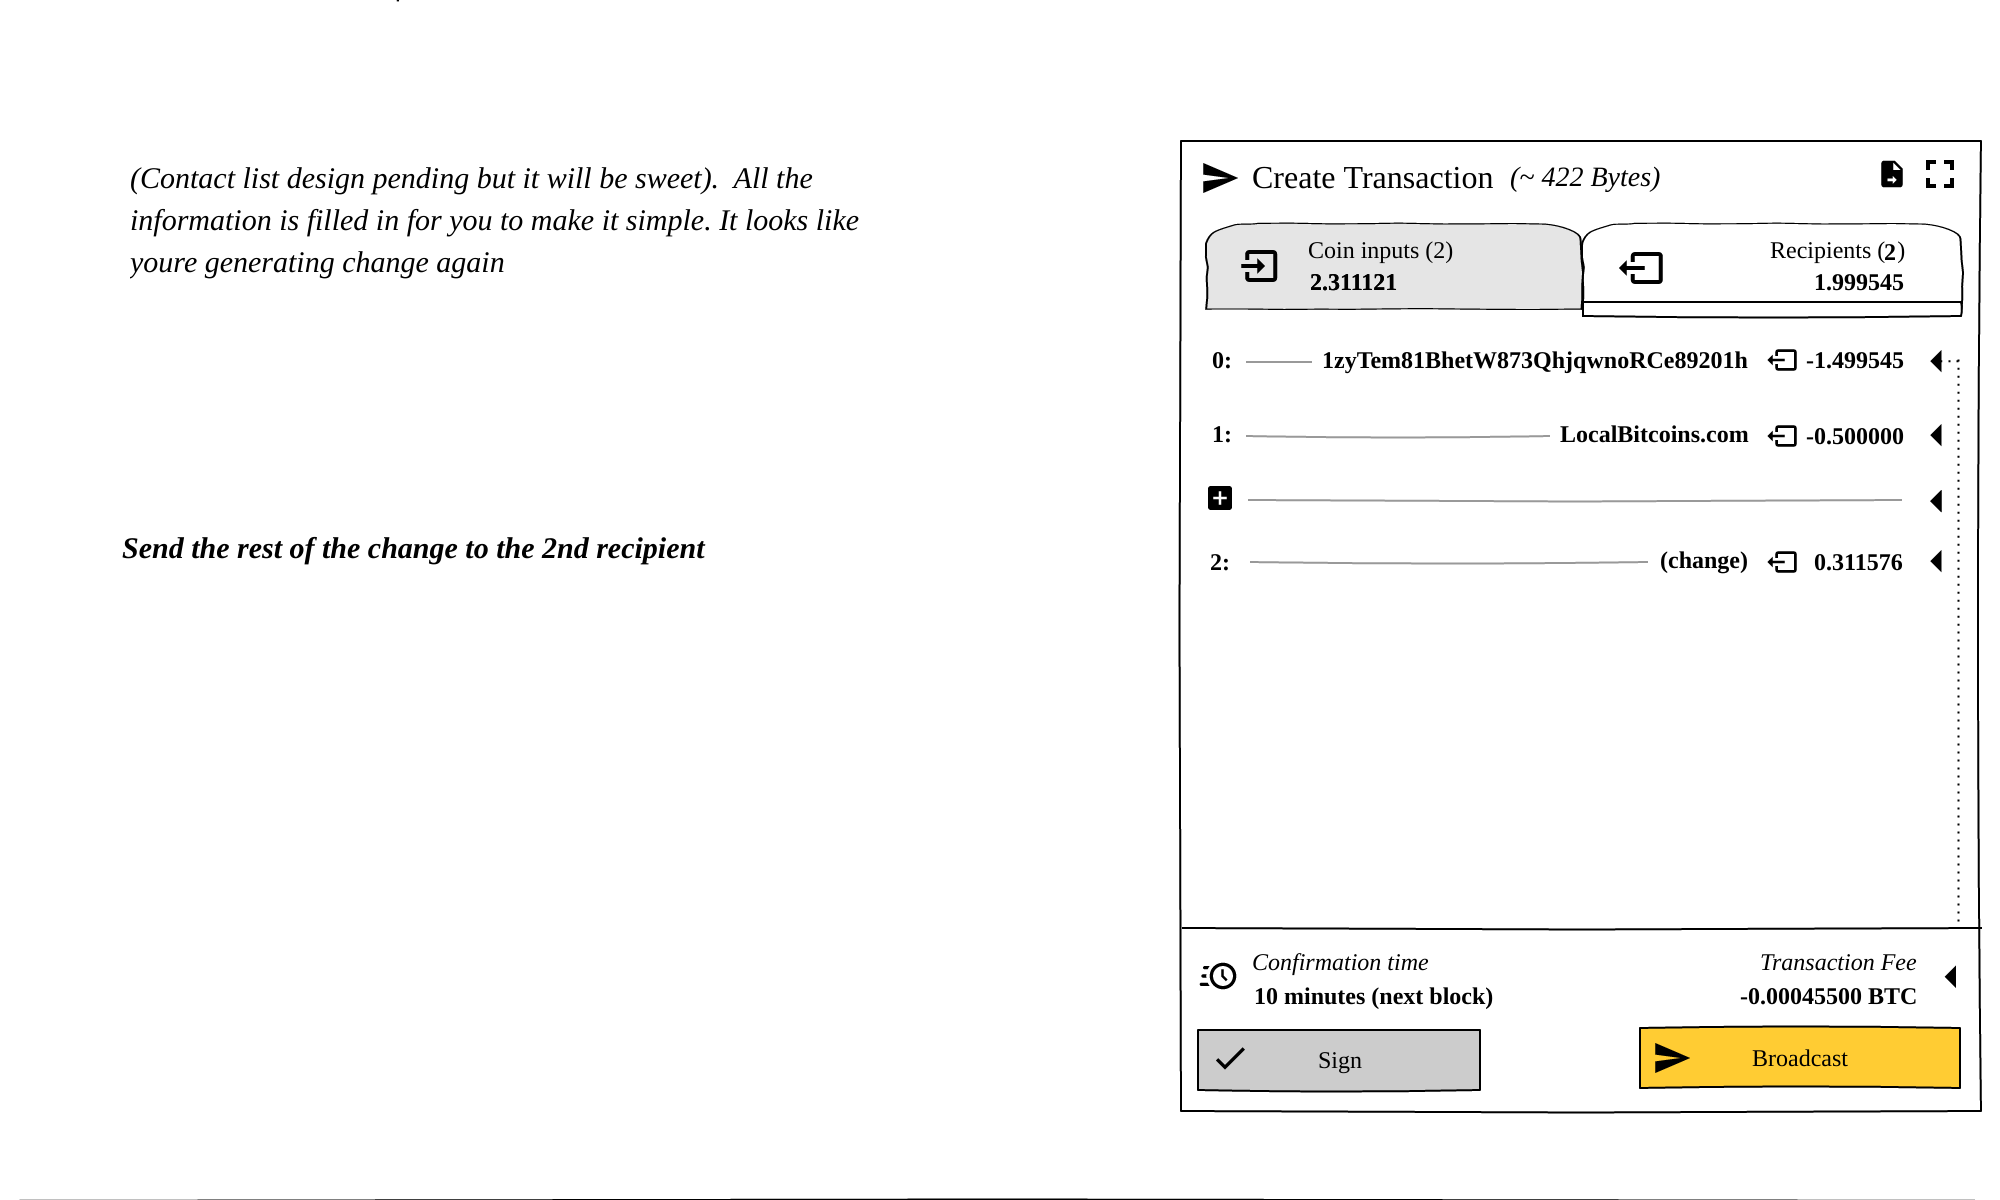 (Contact list design pending but it will be sweet).  All the
information is filled in for you to make it simple. It looks like
youre generating change again
Send the rest of the change to the 2nd recipient
Create Transaction (~ 422 Bytes)
Coin inputs (2)
2.311121
Recipients (2)
1.999545
0: 1zyTem81BhetW873QhjqwnoRCe89201h -1.499545
1: LocalBitcoins.com -0.500000
2: (change) 0.311576
Confirmation time
10 minutes (next block)
Transaction Fee
-0.00045500 BTC
Sign
Broadcast